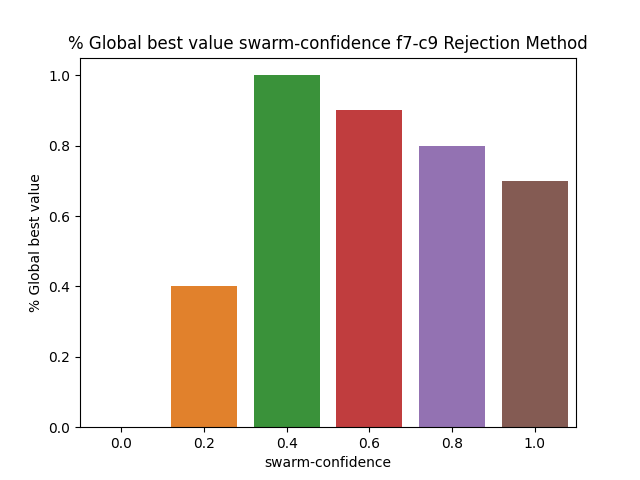 % Global best value swarm-confidence f7-c9 Rejection Method
% Global best value
1.0
0.8
0.6
0.4
0.2
0.0
0.0 0.2 0.4 0.6 0.8 1.0
swarm-confidence